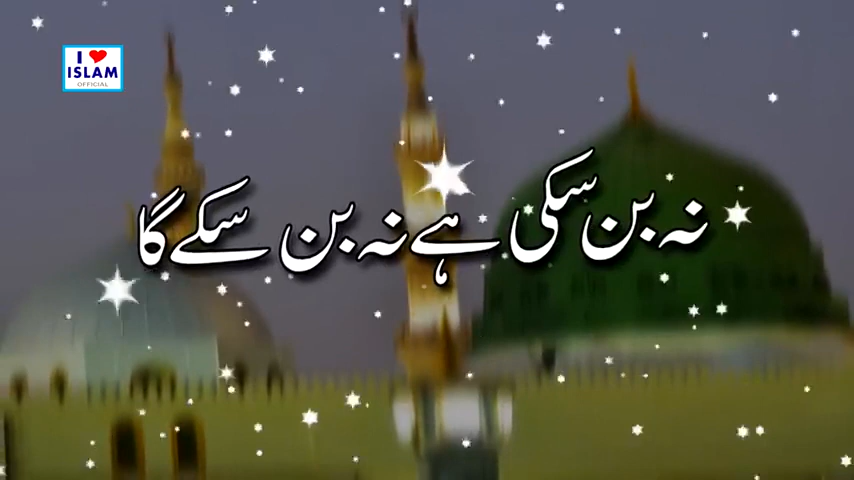 I ❤ ISLAM
OFFICIAL
نہ بن سکی ہے نہ بن سکے گا